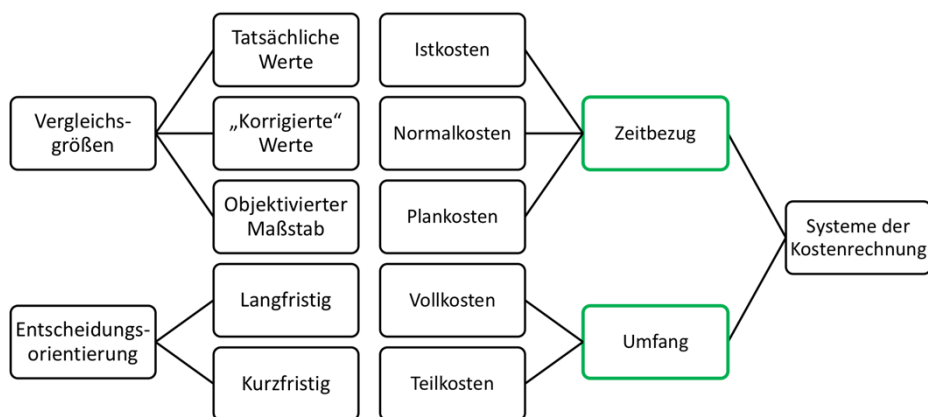 Tatsächliche
Werte
Istkosten
Vergleichs-
größen
„Korrigierte“
Werte
Normalkosten
Zeitbezug
Objektivierter
Maßstab
Plankosten
Systeme der
Kostenrechnung
Langfristig
Vollkosten
Entscheidungs-
orientierung
Umfang
Kurzfristig
Teilkosten